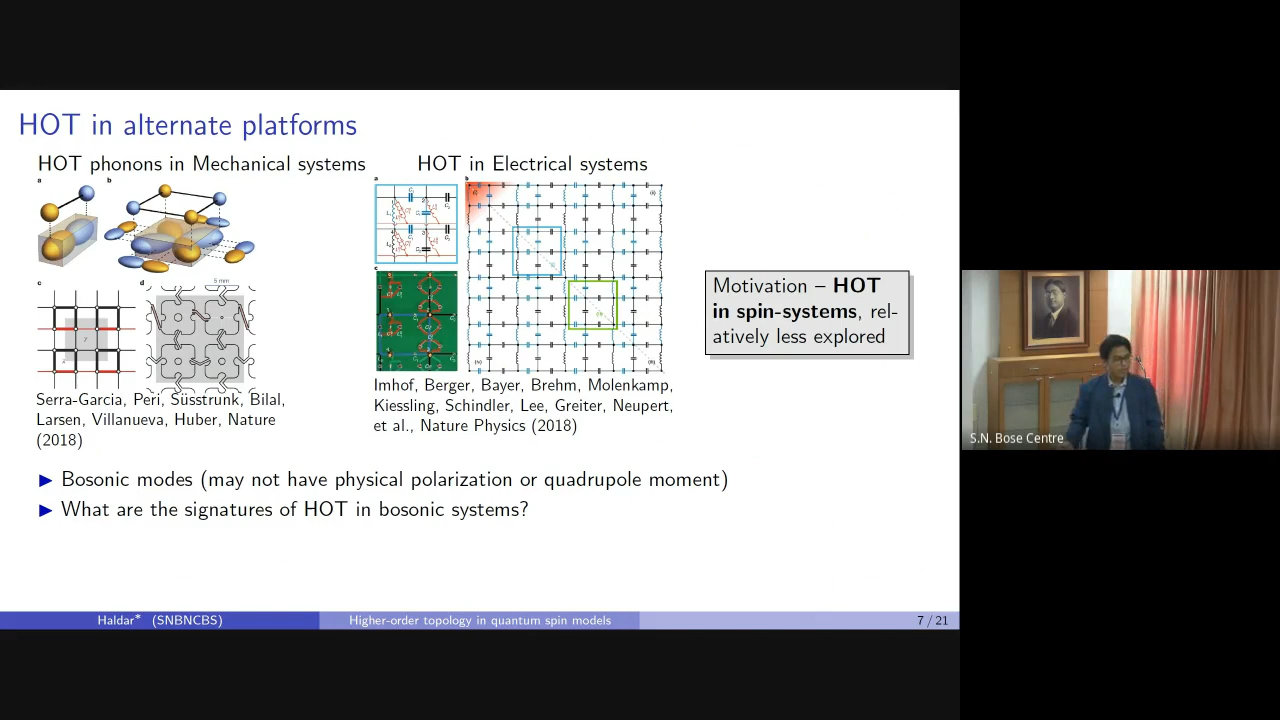 HOT in alternate platforms
HOT phonons in Mechanical systems
HOT in Electrical systems
a
b
c
d
5 mm
a
b
c
Serra-Garcia, Peri, Süsstrunk, Bilal,
Larsen, Villanueva, Huber, Nature
(2018)
Imhof, Berger, Bayer, Brehm, Molenkamp,
Kiessling, Schindler, Lee, Greiter, Neupert,
et al., Nature Physics (2018)
Motivation – HOT
in spin-systems, rel-
atively less explored
▶ Bosonic modes (may not have physical polarization or quadrupole moment)
▶ What are the signatures of HOT in bosonic systems?
Haldar* (SNBNCBS)
Higher-order topology in quantum spin models
7 / 21
S.N. Bose Centre